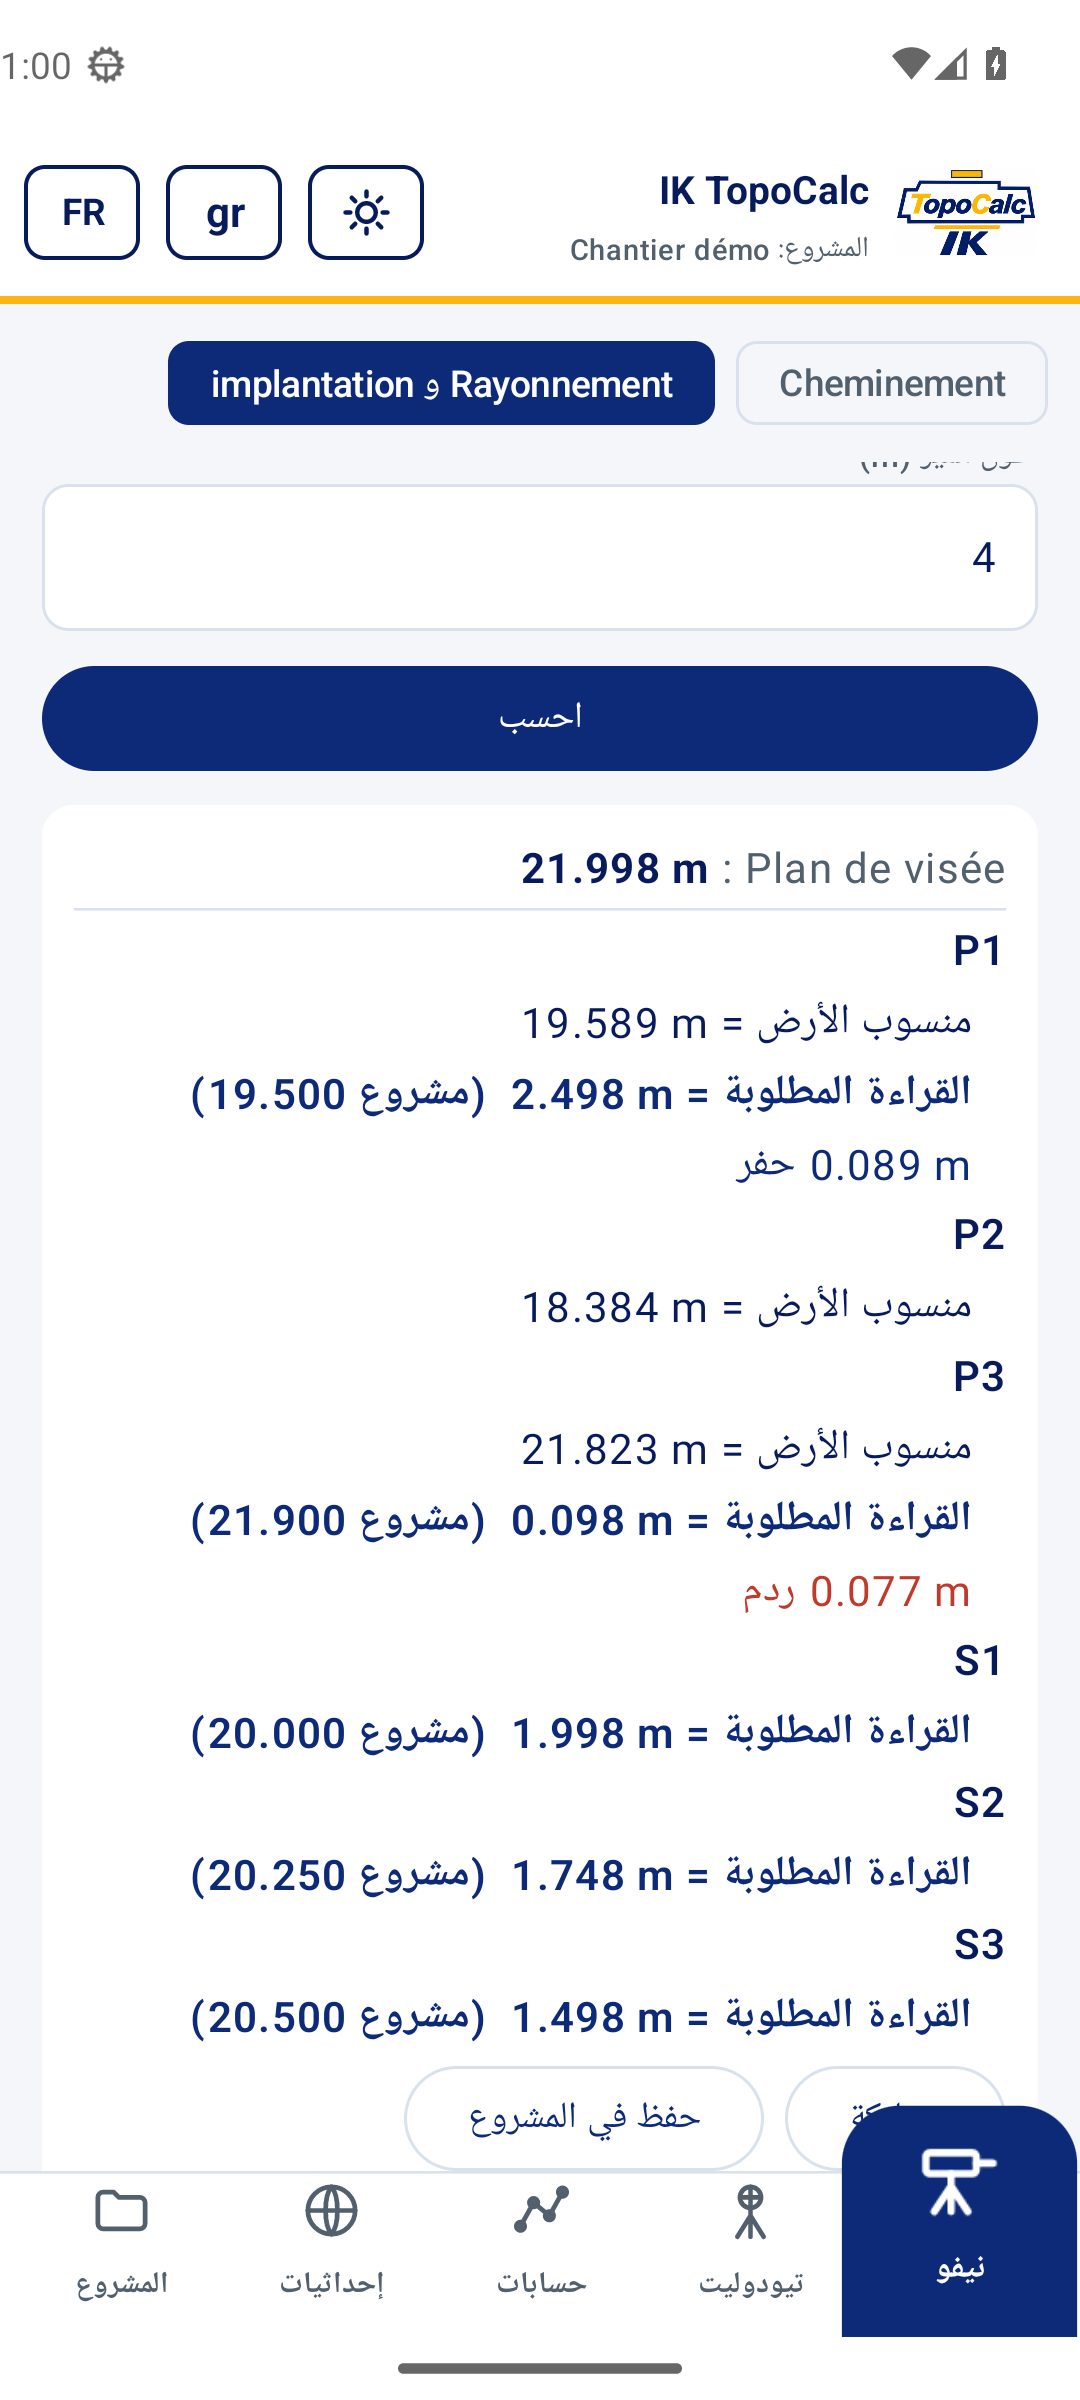 1:00
FR
gr
IK TopoCalc
المشروع: Chantier démo
TopoCalc
IK
Cheminement
Rayonnement و implantation
4
احسب
Plan de visée : 21.998 m
P1
منسوب الأرض = 19.589 m
القراءة المطلوبة = 2.498 m (مشروع 19.500)
0.089 m حفر
P2
منسوب الأرض = 18.384 m
P3
منسوب الأرض = 21.823 m
القراءة المطلوبة = 0.098 m (مشروع 21.900)
0.077 m ردم
S1
القراءة المطلوبة = 1.998 m (مشروع 20.000)
S2
القراءة المطلوبة = 1.748 m (مشروع 20.250)
S3
القراءة المطلوبة = 1.498 m (مشروع 20.500)
حفظ في المشروع
نيفو
تيودوليت
حسابات
إحداثيات
المشروع